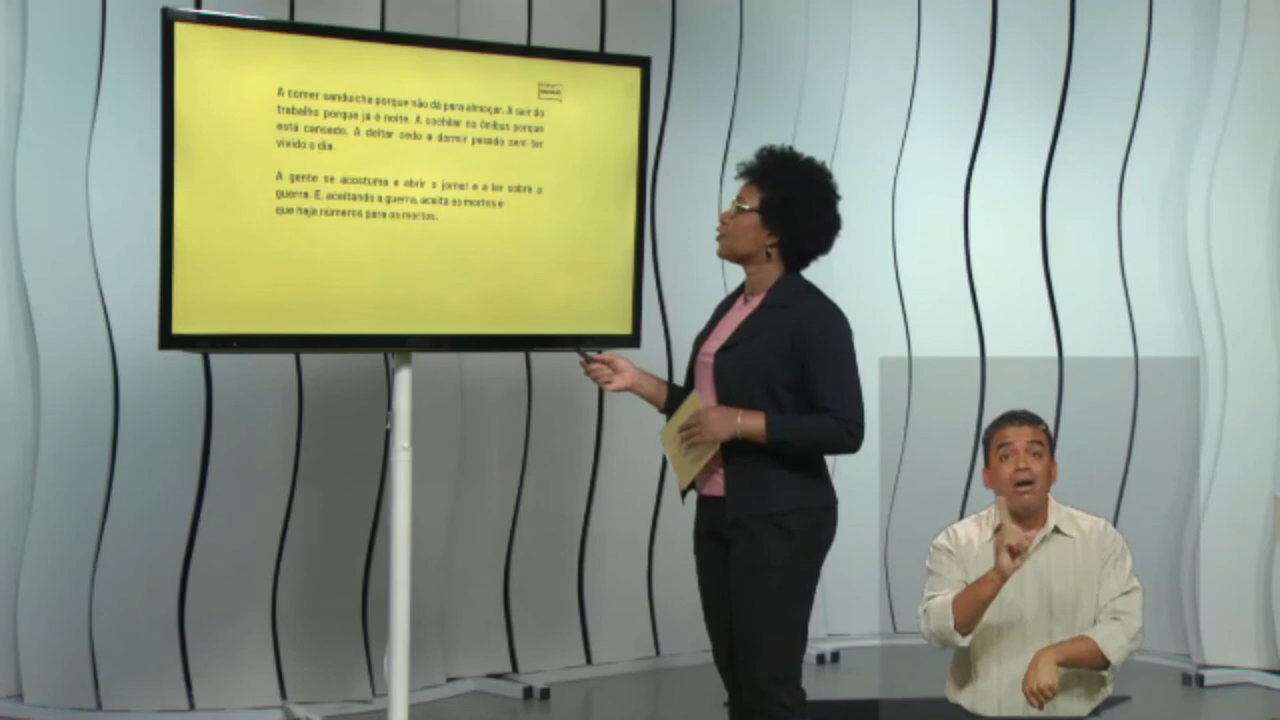 A comer sanduíche porque não dá para almoçar. A sair do
trabalho porque já é noite. A cochilar no ônibus porque
está cansado. A deitar cedo e dormir pesado sem ter
vivido o dia.
A gente se acostuma a abrir o jornal e a ler sobre a
guerra. E, aceitando a guerra, aceita os mortos e
que haja números para os mortos.